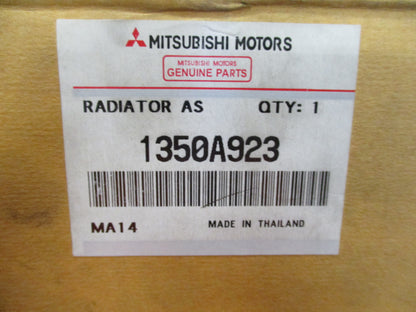 MITSUBISHI MOTORS
MITSUBISHI MOTORS
GENUINE PARTS
RADIATOR AS QTY: 1
1350A923
MA14 MADE IN THAILAND